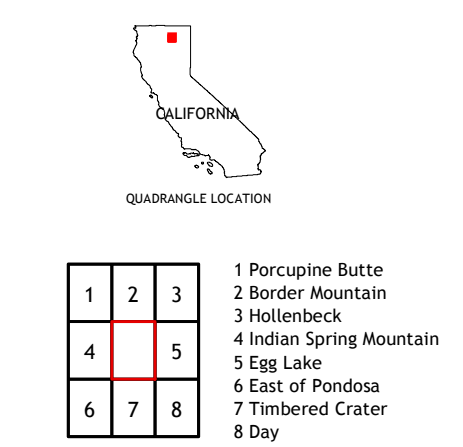 CALIFORNIA
QUADRANGLE LOCATION
1 2 3
4 5
6 7 8
1 Porcupine Butte
2 Border Mountain
3 Hollenbeck
4 Indian Spring Mountain
5 Egg Lake
6 East of Pondosa
7 Timbered Crater
8 Day